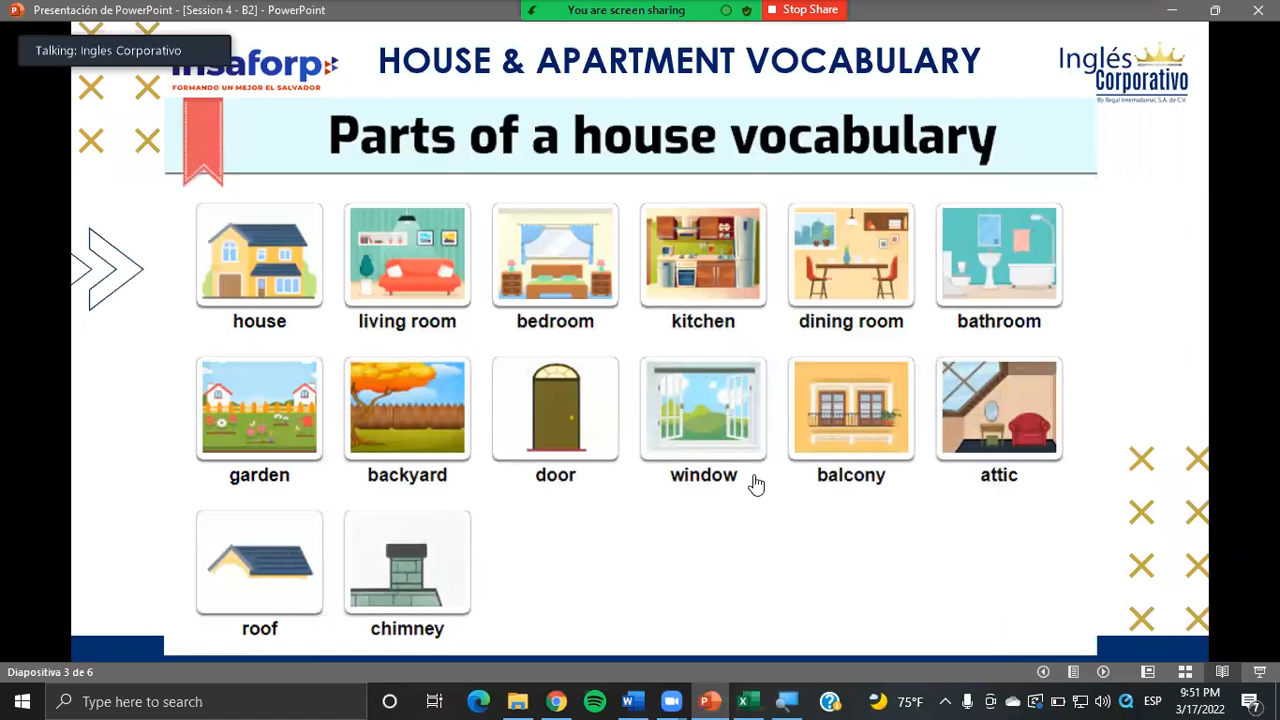 Presentación de PowerPoint - [Session 4 - B2] - PowerPoint
You are screen sharing
Stop Share
Talking: Ingles Corporativo
insaforp
FORMANDO UN MEJOR EL SALVADOR
HOUSE & APARTMENT VOCABULARY
Inglés
Corporativo
By Regal International, S.A. de C.V.
Parts of a house vocabulary
house
living room
bedroom
kitchen
dining room
bathroom
garden
backyard
door
window
balcony
attic
roof
chimney
Diapositiva 3 de 6
Type here to search
75°F
ESP
9:51 PM
3/17/2022
7